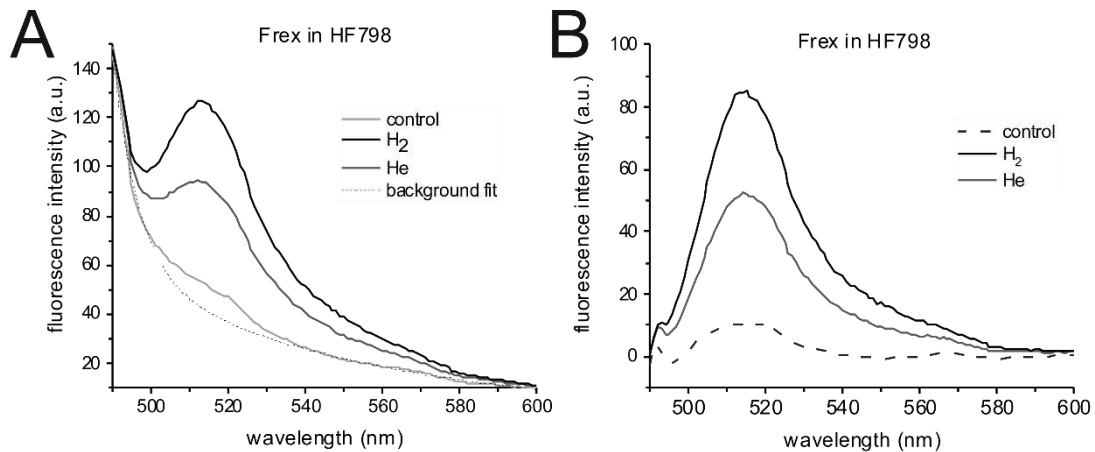 A
Frex in HF798
fluorescence intensity (a.u.)
140
120
100
80
60
40
20
control
H2
He
background fit
500
520
540
560
580
600
wavelength (nm)
B
Frex in HF798
fluorescence intensity (a.u.)
100
80
60
40
20
0
control
H2
He
500
520
540
560
580
600
wavelength (nm)